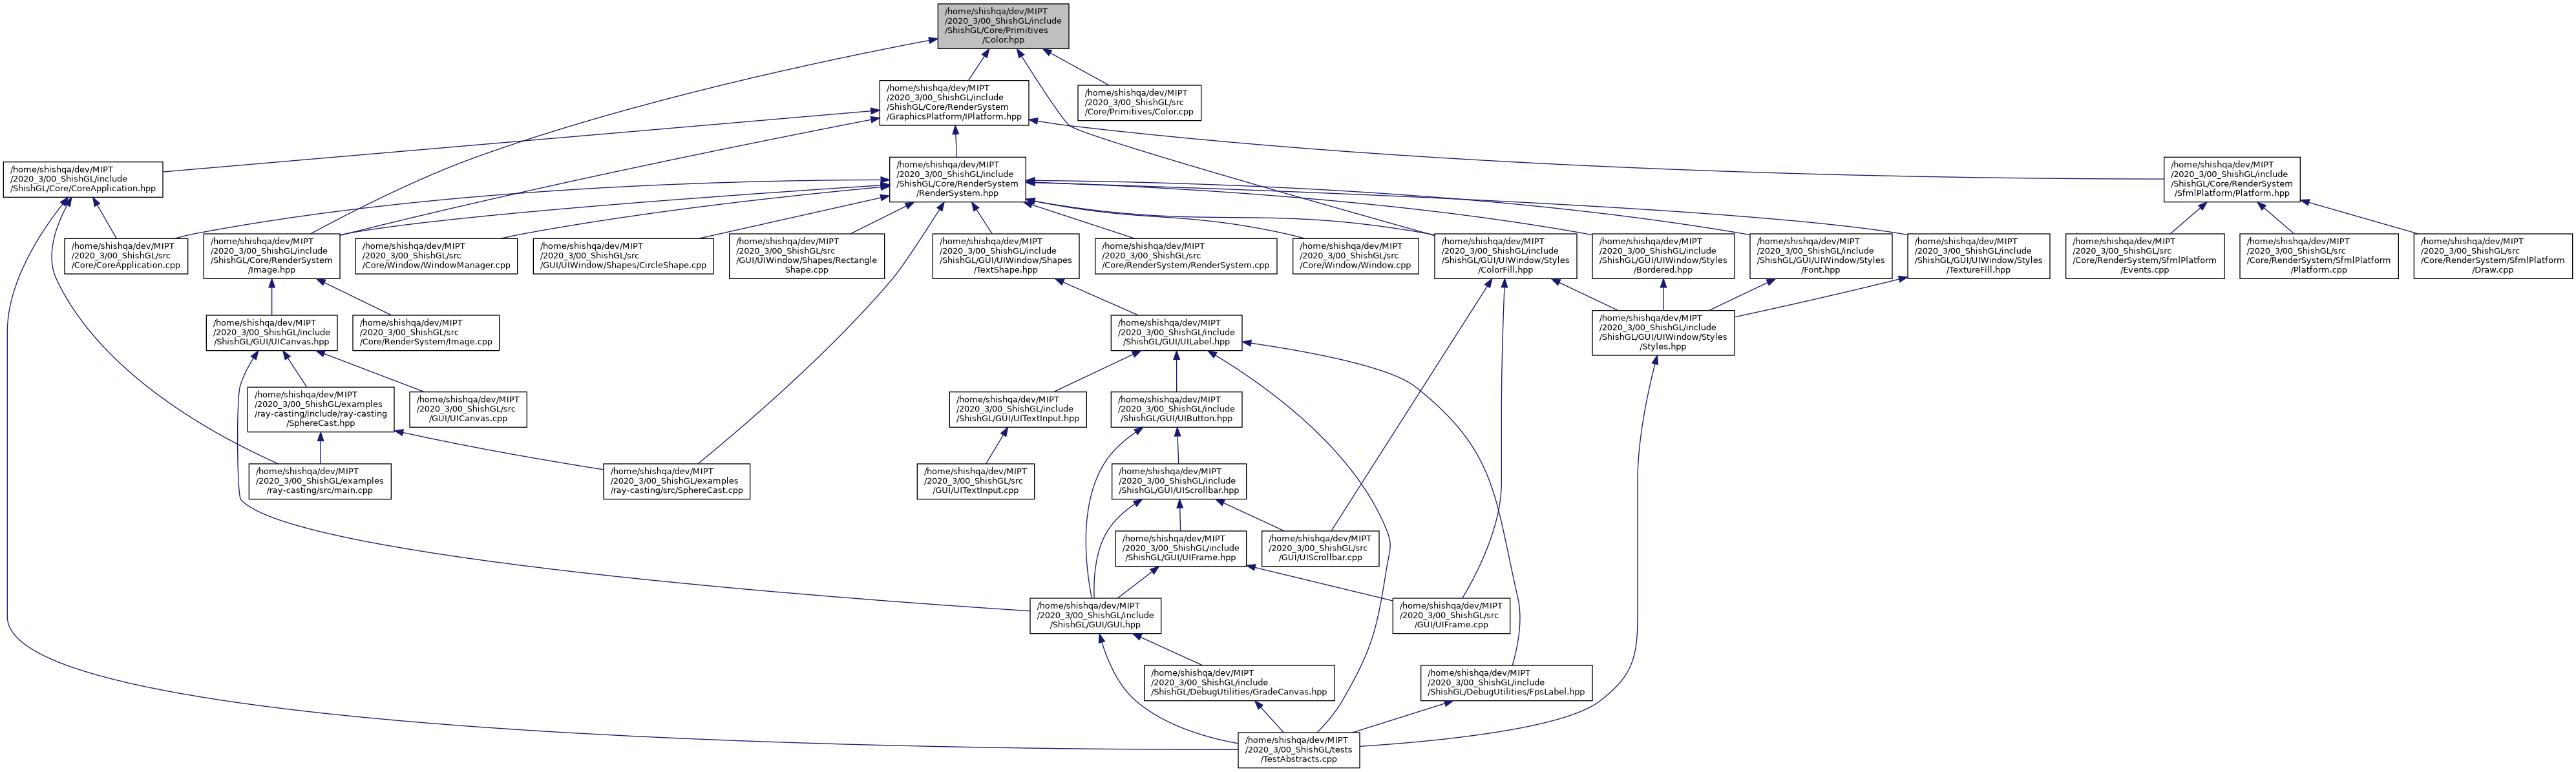 /home/shishqa/dev/MIPT
/2020_3/00_ShishGL/include
/ShishGL/Core/Primitives
/Color.hpp
/home/shishqa/dev/MIPT
/2020_3/00_ShishGL/include
/ShishGL/Core/RenderSystem
/GraphicsPlatform/IPlatform.hpp
/home/shishqa/dev/MIPT
/2020_3/00_ShishGL/src
/Core/Primitives/Color.cpp
/home/shishqa/dev/MIPT
/2020_3/00_ShishGL/include
/ShishGL/Core/CoreApplication.hpp
/home/shishqa/dev/MIPT
/2020_3/00_ShishGL/include
/ShishGL/Core/RenderSystem
/RenderSystem.hpp
/home/shishqa/dev/MIPT
/2020_3/00_ShishGL/include
/ShishGL/Core/RenderSystem
/SfmlPlatform/Platform.hpp
/home/shishqa/dev/MIPT
/2020_3/00_ShishGL/src
/Core/CoreApplication.cpp
/home/shishqa/dev/MIPT
/2020_3/00_ShishGL/include
/ShishGL/Core/RenderSystem
/Image.hpp
/home/shishqa/dev/MIPT
/2020_3/00_ShishGL/src
/Core/Window/WindowManager.cpp
/home/shishqa/dev/MIPT
/2020_3/00_ShishGL/src
/GUI/UIWindow/Shapes/CircleShape.cpp
/home/shishqa/dev/MIPT
/2020_3/00_ShishGL/src
/GUI/UIWindow/Shapes/Rectangle
Shape.cpp
/home/shishqa/dev/MIPT
/2020_3/00_ShishGL/include
/ShishGL/GUI/UIWindow/Shapes
/TextShape.hpp
/home/shishqa/dev/MIPT
/2020_3/00_ShishGL/src
/Core/RenderSystem/RenderSystem.cpp
/home/shishqa/dev/MIPT
/2020_3/00_ShishGL/src
/Core/Window/Window.cpp
/home/shishqa/dev/MIPT
/2020_3/00_ShishGL/include
/ShishGL/GUI/UIWindow/Styles
/ColorFill.hpp
/home/shishqa/dev/MIPT
/2020_3/00_ShishGL/include
/ShishGL/GUI/UIWindow/Styles
/Bordered.hpp
/home/shishqa/dev/MIPT
/2020_3/00_ShishGL/include
/ShishGL/GUI/UIWindow/Styles
/Font.hpp
/home/shishqa/dev/MIPT
/2020_3/00_ShishGL/include
/ShishGL/GUI/UIWindow/Styles
/TextureFill.hpp
/home/shishqa/dev/MIPT
/2020_3/00_ShishGL/src
/Core/RenderSystem/SfmlPlatform
/Events.cpp
/home/shishqa/dev/MIPT
/2020_3/00_ShishGL/src
/Core/RenderSystem/SfmlPlatform
/Platform.cpp
/home/shishqa/dev/MIPT
/2020_3/00_ShishGL/src
/Core/RenderSystem/SfmlPlatform
/Draw.cpp
/home/shishqa/dev/MIPT
/2020_3/00_ShishGL/include
/ShishGL/GUI/UICanvas.hpp
/home/shishqa/dev/MIPT
/2020_3/00_ShishGL/src
/Core/RenderSystem/Image.cpp
/home/shishqa/dev/MIPT
/2020_3/00_ShishGL/include
/ShishGL/GUI/UILabel.hpp
/home/shishqa/dev/MIPT
/2020_3/00_ShishGL/include
/ShishGL/GUI/UIWindow/Styles
/Styles.hpp
/home/shishqa/dev/MIPT
/2020_3/00_ShishGL/examples
/ray-casting/include/ray-casting
/SphereCast.hpp
/home/shishqa/dev/MIPT
/2020_3/00_ShishGL/src
/GUI/UICanvas.cpp
/home/shishqa/dev/MIPT
/2020_3/00_ShishGL/include
/ShishGL/GUI/UITextInput.hpp
/home/shishqa/dev/MIPT
/2020_3/00_ShishGL/include
/ShishGL/GUI/UIButton.hpp
/home/shishqa/dev/MIPT
/2020_3/00_ShishGL/examples
/ray-casting/src/main.cpp
/home/shishqa/dev/MIPT
/2020_3/00_ShishGL/examples
/ray-casting/src/SphereCast.cpp
/home/shishqa/dev/MIPT
/2020_3/00_ShishGL/src
/GUI/UITextInput.cpp
/home/shishqa/dev/MIPT
/2020_3/00_ShishGL/include
/ShishGL/GUI/UIScrollbar.hpp
/home/shishqa/dev/MIPT
/2020_3/00_ShishGL/include
/ShishGL/GUI/UIFrame.hpp
/home/shishqa/dev/MIPT
/2020_3/00_ShishGL/src
/GUI/UIScrollbar.cpp
/home/shishqa/dev/MIPT
/2020_3/00_ShishGL/include
/ShishGL/GUI/GUI.hpp
/home/shishqa/dev/MIPT
/2020_3/00_ShishGL/src
/GUI/UIFrame.cpp
/home/shishqa/dev/MIPT
/2020_3/00_ShishGL/include
/ShishGL/DebugUtilities/GradeCanvas.hpp
/home/shishqa/dev/MIPT
/2020_3/00_ShishGL/include
/ShishGL/DebugUtilities/FpsLabel.hpp
/home/shishqa/dev/MIPT
/2020_3/00_ShishGL/tests
/TestAbstracts.cpp